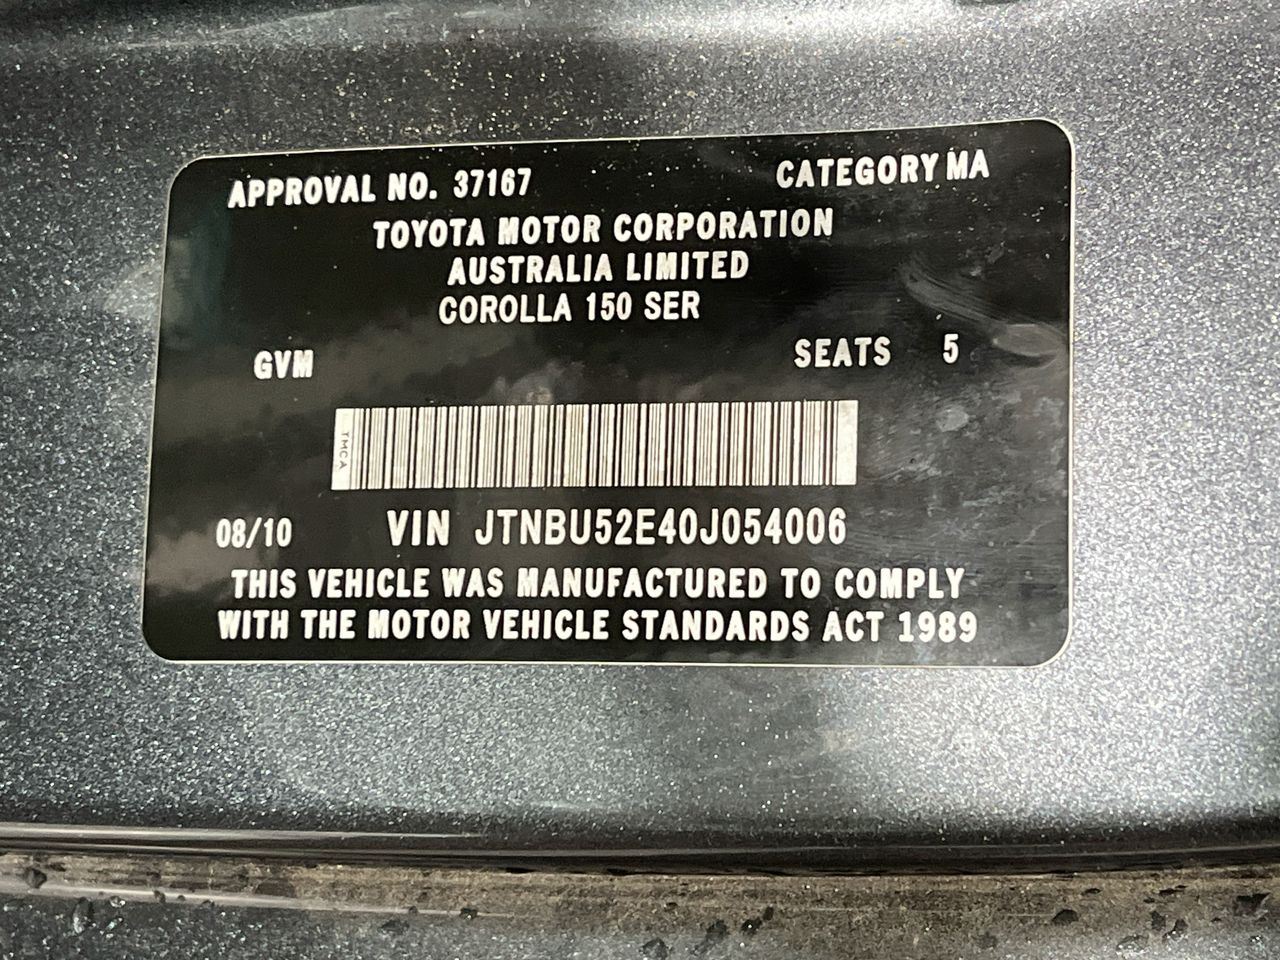 APPROVAL NO. 37167 CATEGORY MA
TOYOTA MOTOR CORPORATION
AUSTRALIA LIMITED
COROLLA 150 SER
GVM SEATS 5
TMCA
08/10 VIN JTNBU52E40J054006
THIS VEHICLE WAS MANUFACTURED TO COMPLY
WITH THE MOTOR VEHICLE STANDARDS ACT 1989